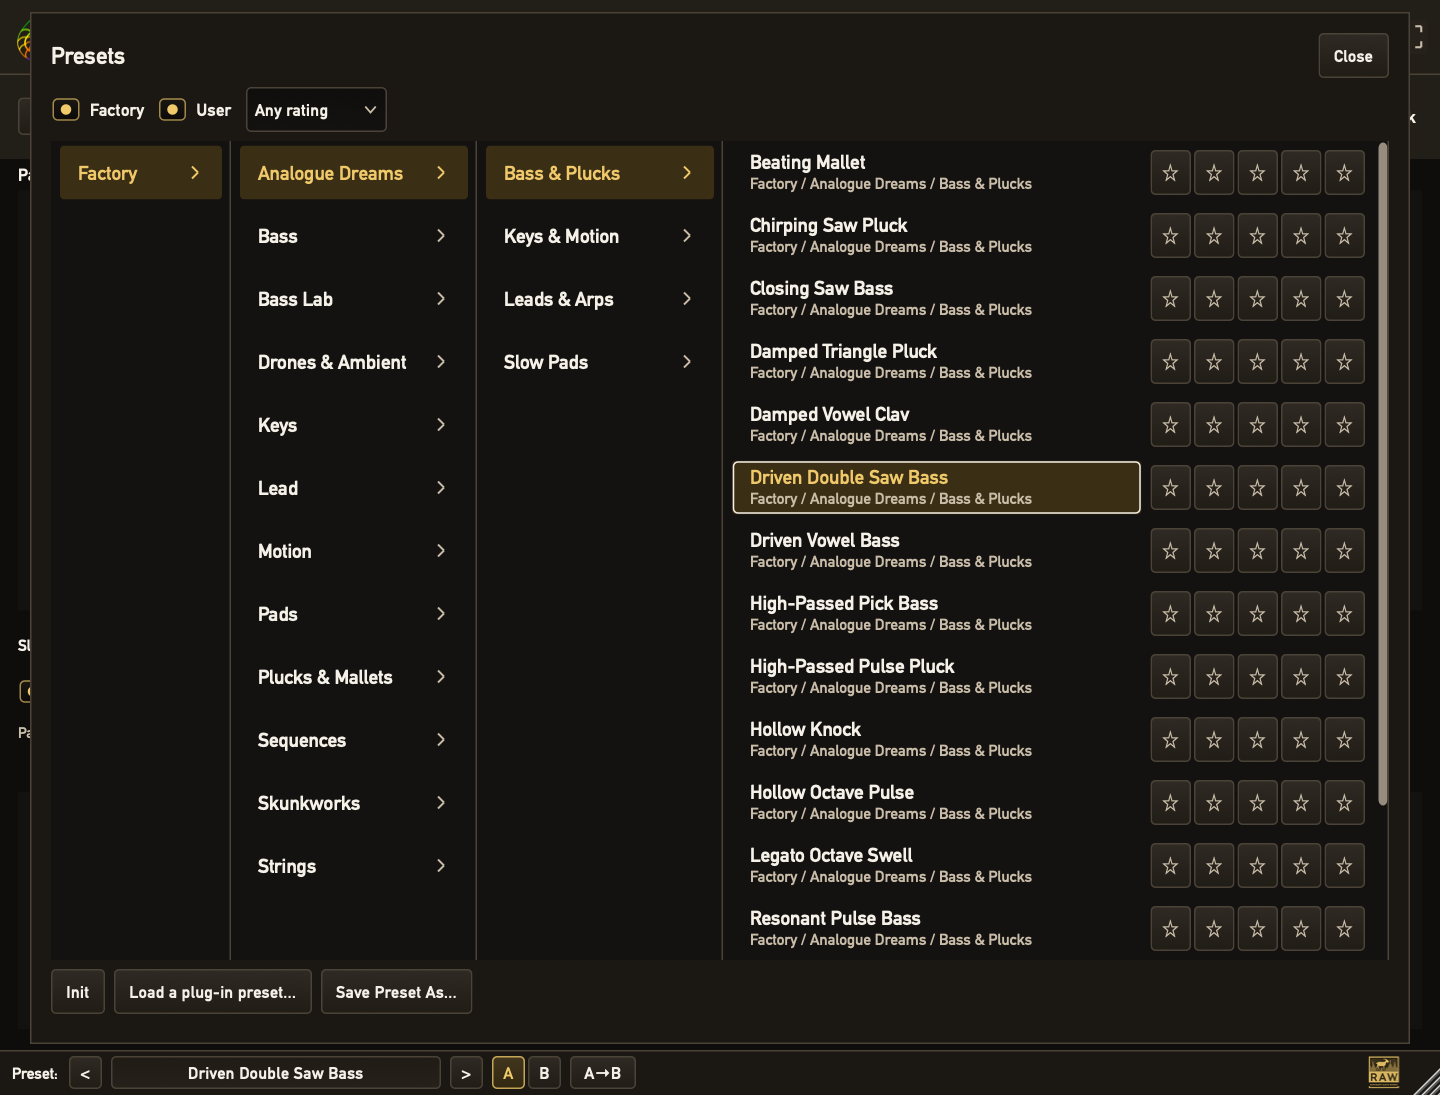 Presets
Close
Factory
User
Any rating
Factory
Analogue Dreams
Bass
Bass Lab
Drones & Ambient
Keys
Lead
Motion
Pads
Plucks & Mallets
Sequences
Skunkworks
Strings
Bass & Plucks
Keys & Motion
Leads & Arps
Slow Pads
Beating Mallet
Factory / Analogue Dreams / Bass & Plucks
Chirping Saw Pluck
Factory / Analogue Dreams / Bass & Plucks
Closing Saw Bass
Factory / Analogue Dreams / Bass & Plucks
Damped Triangle Pluck
Factory / Analogue Dreams / Bass & Plucks
Damped Vowel Clav
Factory / Analogue Dreams / Bass & Plucks
Driven Double Saw Bass
Factory / Analogue Dreams / Bass & Plucks
Driven Vowel Bass
Factory / Analogue Dreams / Bass & Plucks
High-Passed Pick Bass
Factory / Analogue Dreams / Bass & Plucks
High-Passed Pulse Pluck
Factory / Analogue Dreams / Bass & Plucks
Hollow Knock
Factory / Analogue Dreams / Bass & Plucks
Hollow Octave Pulse
Factory / Analogue Dreams / Bass & Plucks
Legato Octave Swell
Factory / Analogue Dreams / Bass & Plucks
Resonant Pulse Bass
Factory / Analogue Dreams / Bass & Plucks
Init
Load a plug-in preset...
Save Preset As...
Preset:
<
Driven Double Saw Bass
>
A
B
A→B
RAW